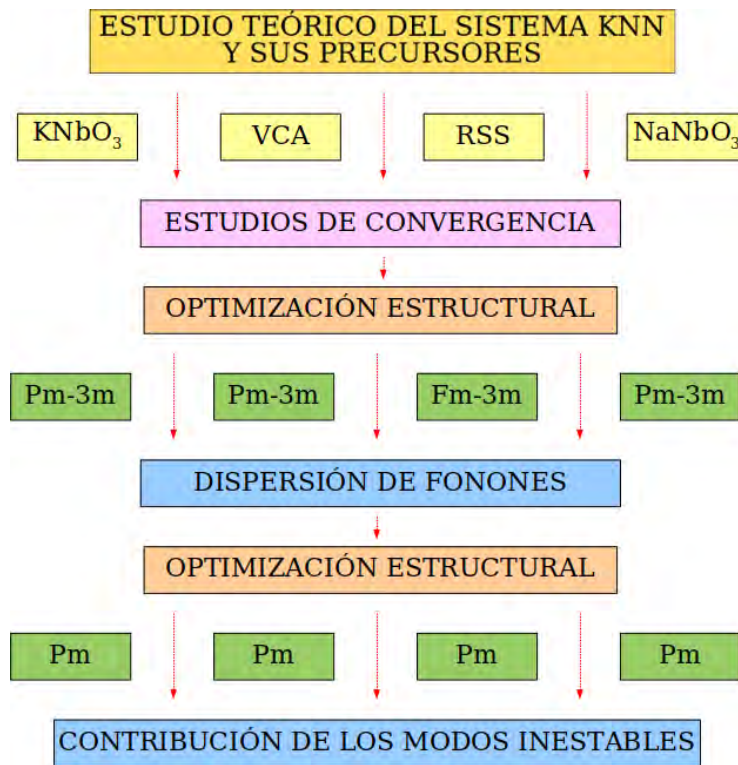 ESTUDIO TEÓRICO DEL SISTEMA KNN
Y SUS PRECURSORES
KNbO₃
VCA
RSS
NaNbO₃
ESTUDIOS DE CONVERGENCIA
OPTIMIZACIÓN ESTRUCTURAL
Pm-3m
Pm-3m
Fm-3m
Pm-3m
DISPERSIÓN DE FONONES
OPTIMIZACIÓN ESTRUCTURAL
Pm
Pm
Pm
Pm
CONTRIBUCIÓN DE LOS MODOS INESTABLES